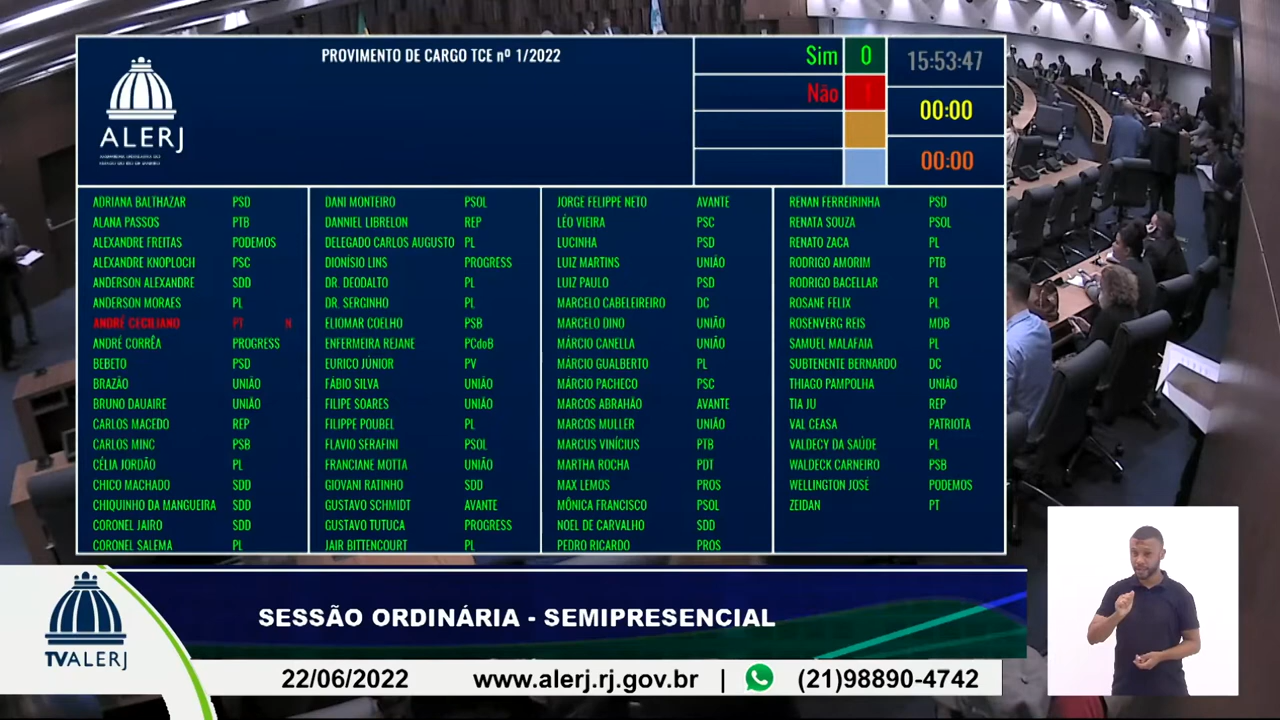 PROVIMENTO DE CARGO TCE nº 1/2022
Sim 0
Não
15:53:47
00:00
00:00
ALERJ
ADRIANA BALTHAZAR PSD
ALANA PASSOS PTB
ALEXANDRE FREITAS PODEMOS
ALEXANDRE KNOPLOCH PSC
ANDERSON ALEXANDRE SDD
ANDERSON MORAES PL
ANDRÉ CECILIANO PT N
ANDRÉ CORRÊA PROGRESS
BEBETO PSD
BRAZÃO UNIÃO
BRUNO DAUAIRE UNIÃO
CARLOS MACEDO REP
CARLOS MINC PSB
CÉLIA JORDÃO PL
CHICO MACHADO SDD
CHIQUINHO DA MANGUEIRA SDD
CORONEL JAIRO SDD
CORONEL SALEMA PL
DANI MONTEIRO PSOL
DANNIEL LIBRELON REP
DELEGADO CARLOS AUGUSTO PL
DIONÍSIO LINS PROGRESS
DR. DEODALTO PL
DR. SERGINHO PL
ELIOMAR COELHO PSB
ENFERMEIRA REJANE PCdoB
EURICO JÚNIOR PV
FÁBIO SILVA UNIÃO
FILIPE SOARES UNIÃO
FILIPPE POUBEL PL
FLAVIO SERAFINI PSOL
FRANCIANE MOTTA UNIÃO
GIOVANI RATINHO SDD
GUSTAVO SCHMIDT AVANTE
GUSTAVO TUTUCA PROGRESS
JAIR BITTENCOURT PL
JORGE FELIPPE NETO AVANTE
LÉO VIEIRA PSC
LUCINHA PSD
LUIZ MARTINS UNIÃO
LUIZ PAULO PSD
MARCELO CABELEIREIRO DC
MARCELO DINO UNIÃO
MÁRCIO CANELLA UNIÃO
MÁRCIO GUALBERTO PL
MÁRCIO PACHECO PSC
MARCOS ABRAHÃO AVANTE
MARCOS MULLER UNIÃO
MARCUS VINÍCIUS PTB
MARTHA ROCHA PDT
MAX LEMOS PROS
MÔNICA FRANCISCO PSOL
NOEL DE CARVALHO SDD
PEDRO RICARDO PROS
RENAN FERREIRINHA PSD
RENATA SOUZA PSOL
RENATO ZACA PL
RODRIGO AMORIM PTB
RODRIGO BACELLAR PL
ROSANE FELIX PL
ROSENVERG REIS MDB
SAMUEL MALAFAIA PL
SUBTENENTE BERNARDO DC
THIAGO PAMPOLHA UNIÃO
TIA JU REP
VAL CEASA PATRIOTA
VALDECY DA SAÚDE PL
WALDECK CARNEIRO PSB
WELLINGTON JOSÉ PODEMOS
ZEIDAN PT
SESSÃO ORDINÁRIA - SEMIPRESENCIAL
TVALERJ
22/06/2022 www.alerj.rj.gov.br | (21)98890-4742